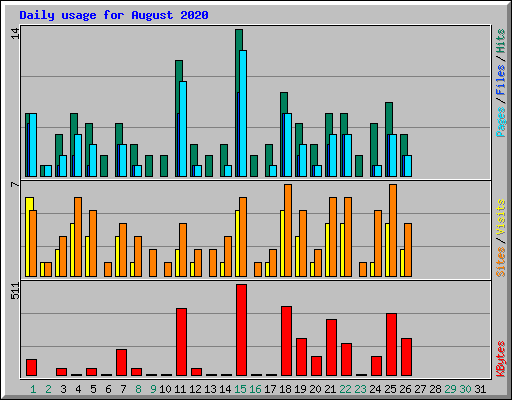 Daily usage for August 2020
14
Pages/Files/Hits
7
Sites/Visits
511
KBytes
1 2 3 4 5 6 7 8 9 10 11 12 13 14 15 16 17 18 19 20 21 22 23 24 25 26 27 28 29 30 31